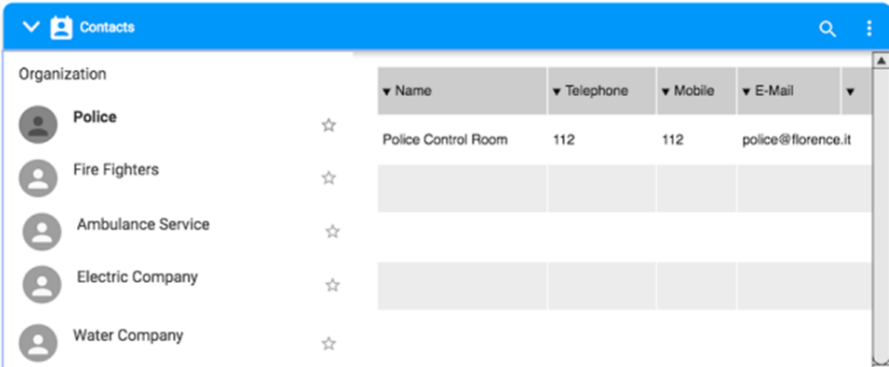 Contacts
Organization
Police
Fire Fighters
Ambulance Service
Electric Company
Water Company
Name Telephone Mobile E-Mail
Police Control Room 112 112 police@florence.it